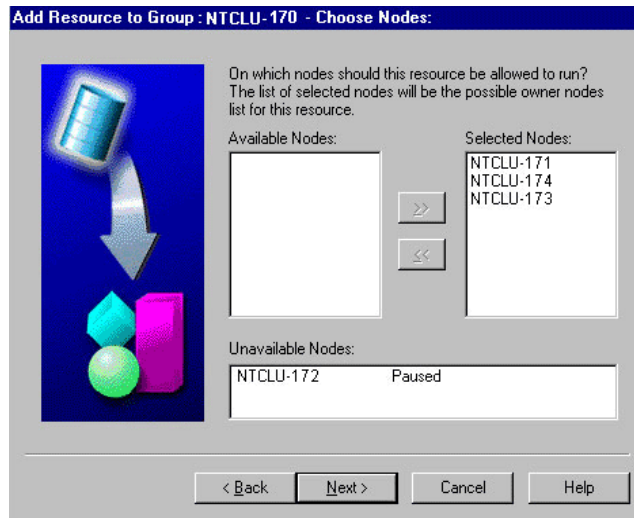 Add Resource to Group : NTCLU-170 - Choose Nodes:
On which nodes should this resource be allowed to run?
The list of selected nodes will be the possible owner nodes
list for this resource.
Available Nodes:
Selected Nodes:
NTCLU-171
NTCLU-174
NTCLU-173
>>
<<
Unavailable Nodes:
NTCLU-172 Paused
< Back
Next >
Cancel
Help